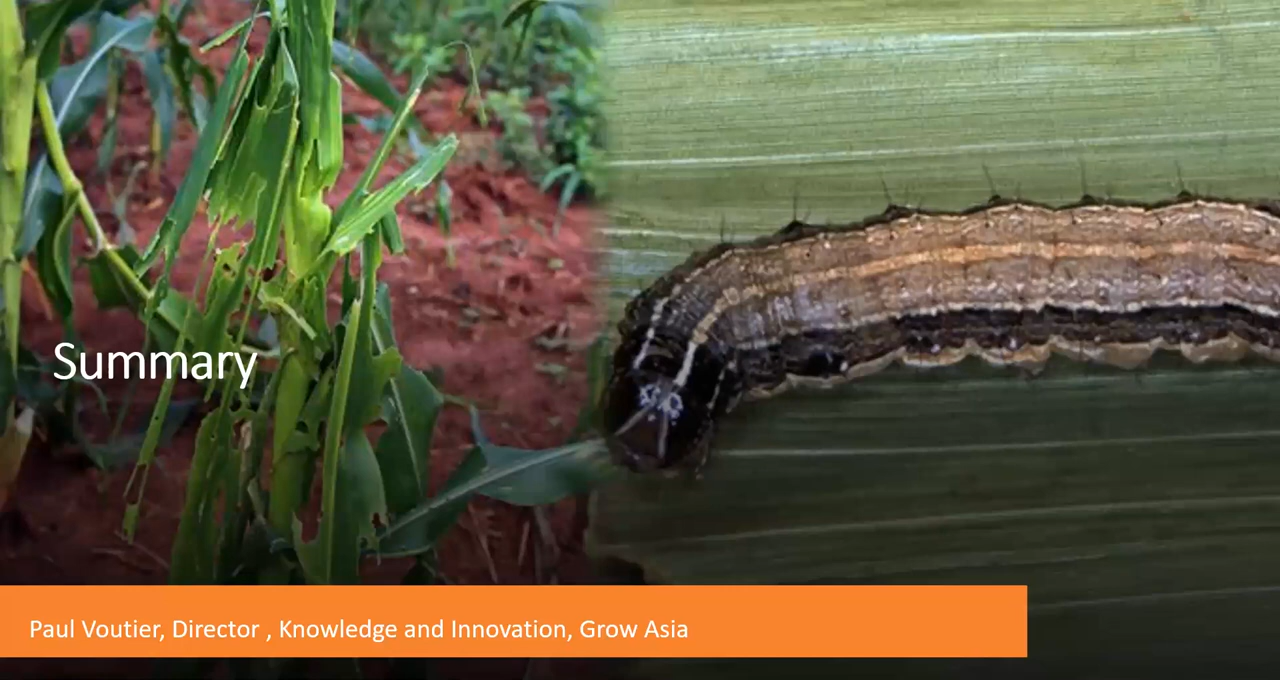 Summary
Paul Voutier, Director , Knowledge and Innovation, Grow Asia